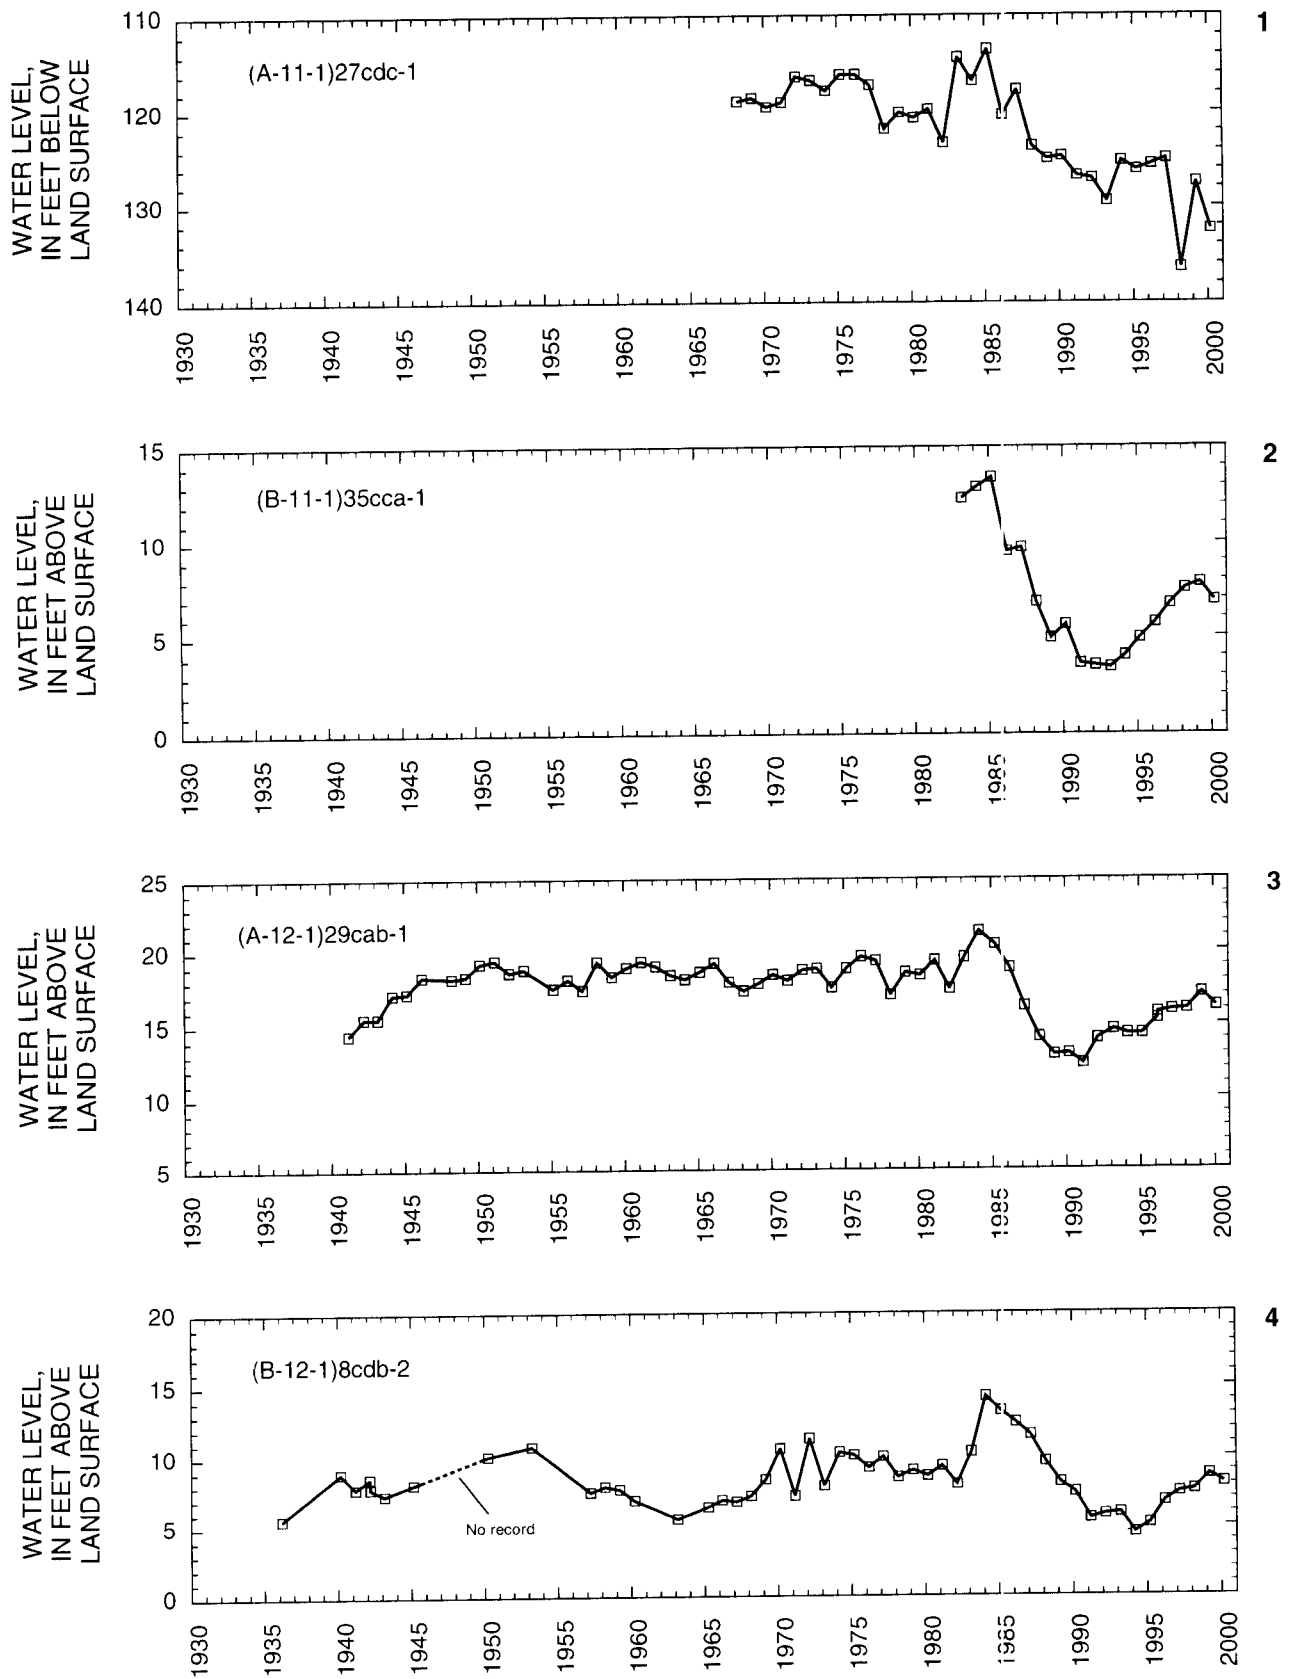 1
110
120
130
140
WATER LEVEL,
IN FEET BELOW
LAND SURFACE
(A-11-1)27cdc-1
1930 1935 1940 1945 1950 1955 1960 1965 1970 1975 1980 1985 1990 1995 2000
2
15
10
5
0
WATER LEVEL,
IN FEET ABOVE
LAND SURFACE
(B-11-1)35cca-1
1930 1935 1940 1945 1950 1955 1960 1965 1970 1975 1980 1985 1990 1995 2000
3
25
20
15
10
5
WATER LEVEL,
IN FEET ABOVE
LAND SURFACE
(A-12-1)29cab-1
1930 1935 1940 1945 1950 1955 1960 1965 1970 1975 1980 1985 1990 1995 2000
4
20
15
10
5
0
WATER LEVEL,
IN FEET ABOVE
LAND SURFACE
(B-12-1)8cdb-2
No record
1930 1935 1940 1945 1950 1955 1960 1965 1970 1975 1980 1985 1990 1995 2000